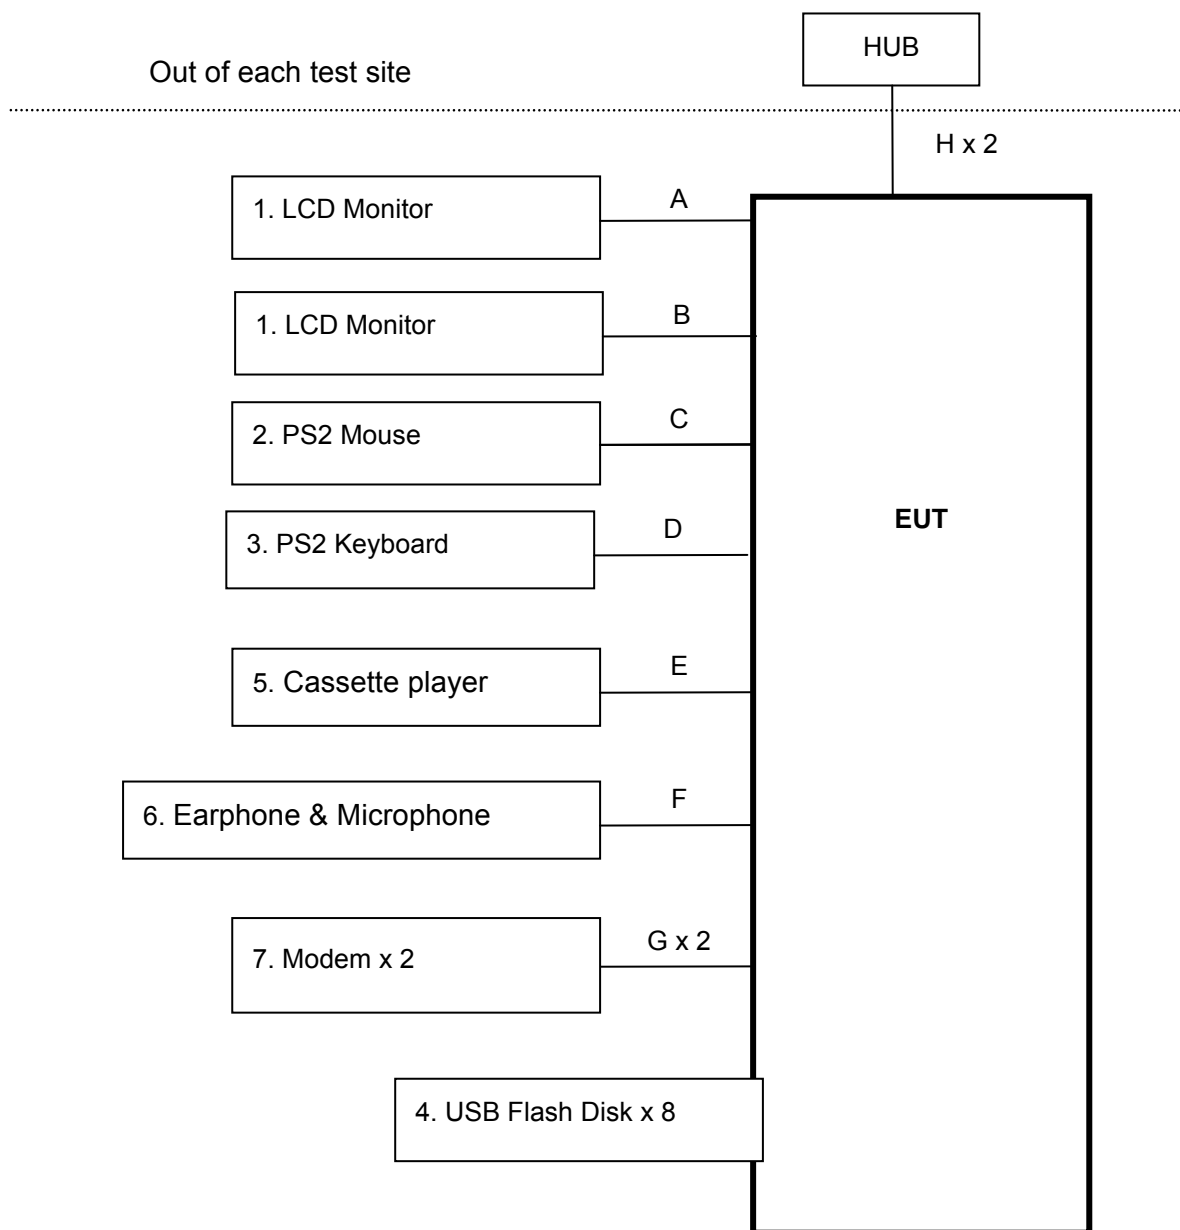 HUB
Out of each test site
H x 2
1. LCD Monitor
A
1. LCD Monitor
B
2. PS2 Mouse
C
EUT
3. PS2 Keyboard
D
5. Cassette player
E
6. Earphone & Microphone
F
7. Modem x 2
G x 2
4. USB Flash Disk x 8